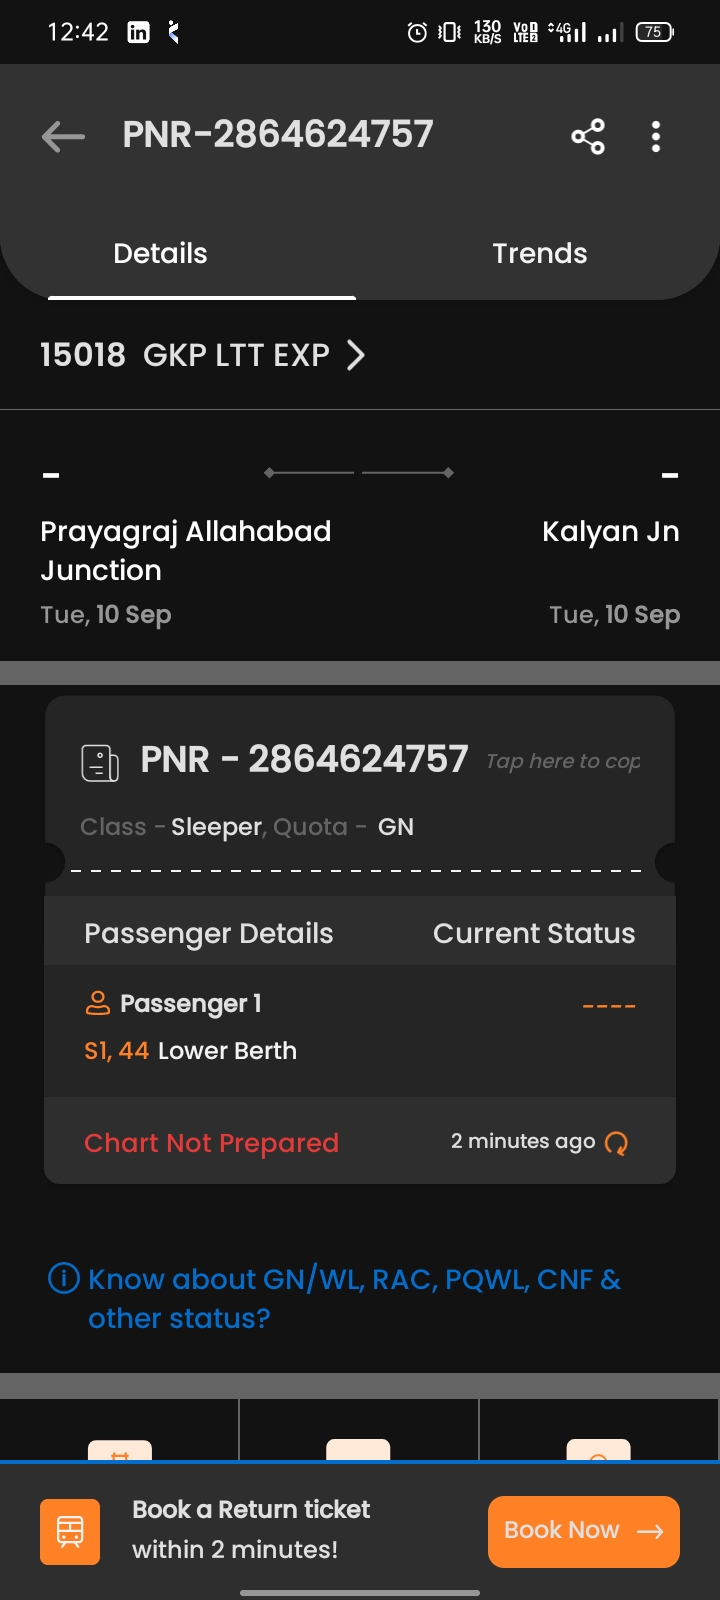 12:42 in 130 KB/S VoD LTE2 4G 75
PNR-2864624757
Details Trends
15018 GKP LTT EXP
- -
Prayagraj Allahabad Junction Kalyan Jn
Tue, 10 Sep Tue, 10 Sep
PNR - 2864624757 Tap here to cop
Class - Sleeper, Quota - GN
Passenger Details Current Status
Passenger 1 ----
S1, 44 Lower Berth
Chart Not Prepared 2 minutes ago
Know about GN/WL, RAC, PQWL, CNF &
other status?
Book a Return ticket
within 2 minutes!
Book Now